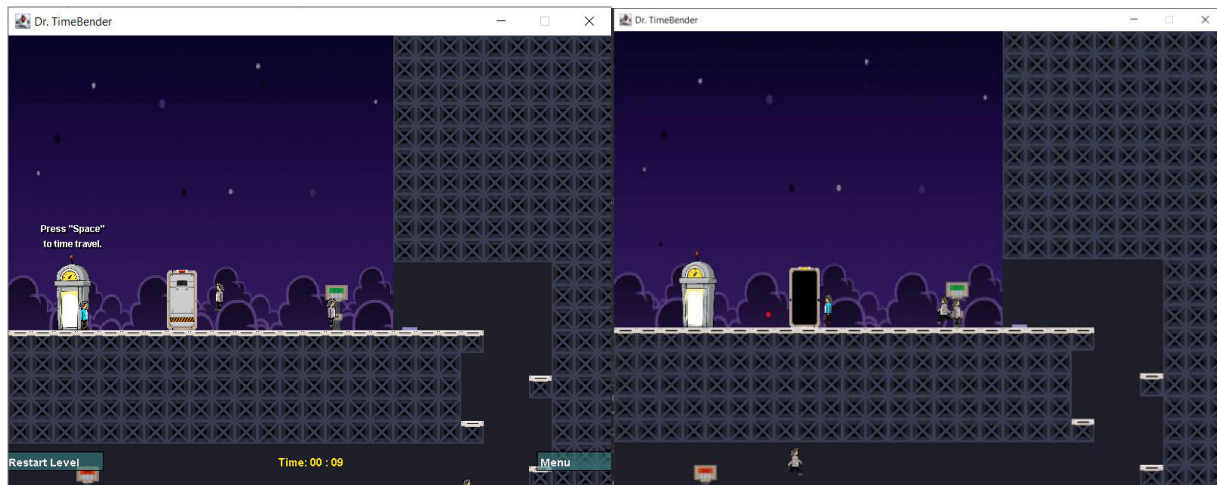 Dr. TimeBender
Dr. TimeBender
Press "Space"
to time travel.
Restart Level
Time: 00 : 09
Menu